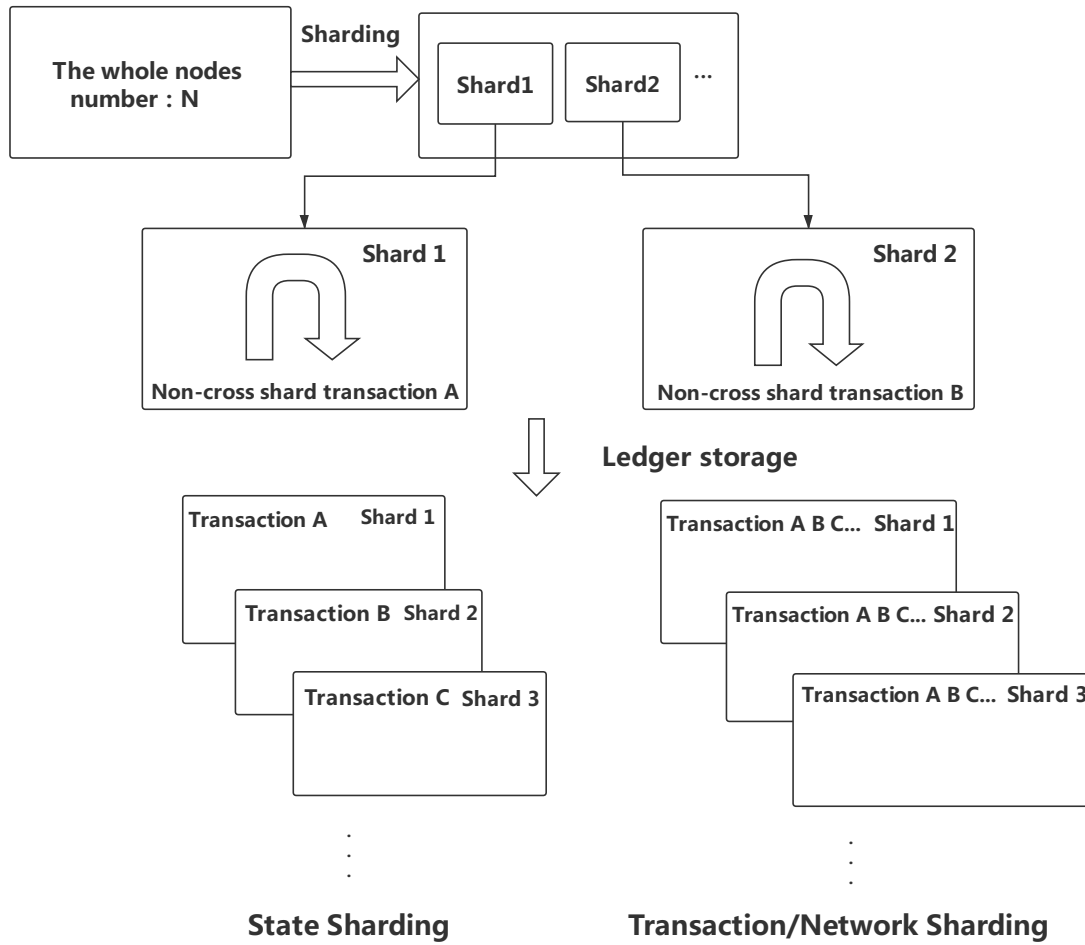 Sharding
The whole nodes
number : N
Shard1
Shard2
...
Shard 1
Non-cross shard transaction A
Shard 2
Non-cross shard transaction B
Ledger storage
Transaction A Shard 1
Transaction B Shard 2
Transaction C Shard 3
Transaction A B C... Shard 1
Transaction A B C... Shard 2
Transaction A B C... Shard 3
State Sharding
Transaction/Network Sharding